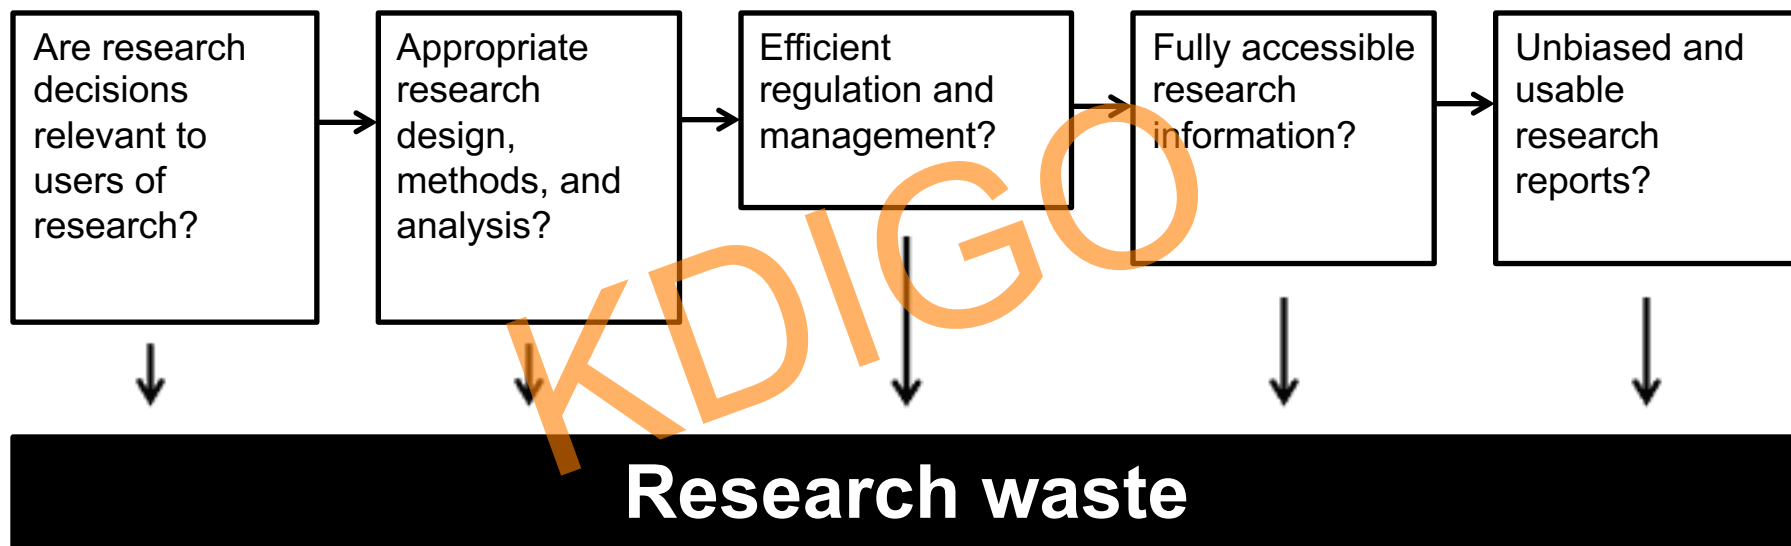 Are research
decisions
relevant to
users of
research?
Appropriate
research
design,
methods, and
analysis?
Efficient
regulation and
management?
Fully accessible
research
information?
Unbiased and
usable
research
reports?
KDIGO
Research waste